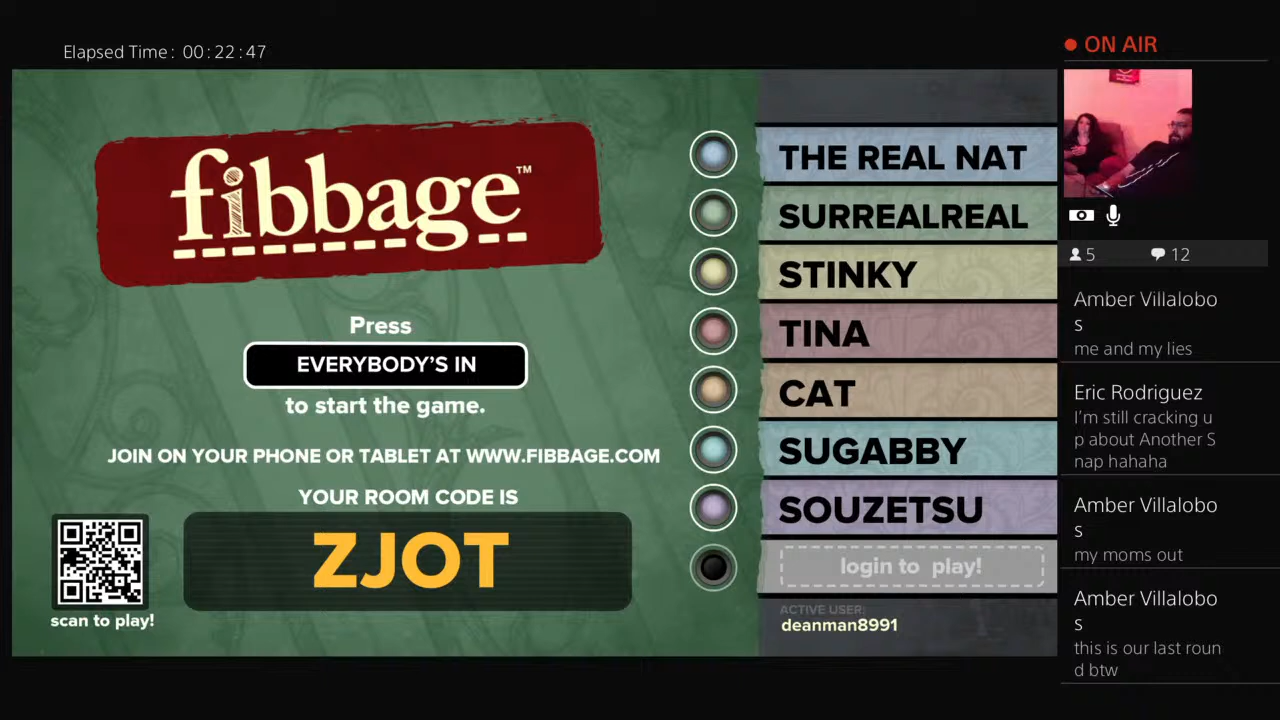 Elapsed Time: 00:22:47
ON AIR
fibbage™
Press
EVERYBODY'S IN
to start the game.
JOIN ON YOUR PHONE OR TABLET AT WWW.FIBBAGE.COM
YOUR ROOM CODE IS
ZJOT
scan to play!
THE REAL NAT
SURREALREAL
STINKY
TINA
CAT
SUGABBY
SOUZETSU
login to play!
ACTIVE USER:
deanman8991
5 12
Amber Villalobo
s
me and my lies
Eric Rodriguez
I'm still cracking u
p about Another S
nap hahaha
Amber Villalobo
s
my moms out
Amber Villalobo
s
this is our last roun
d btw